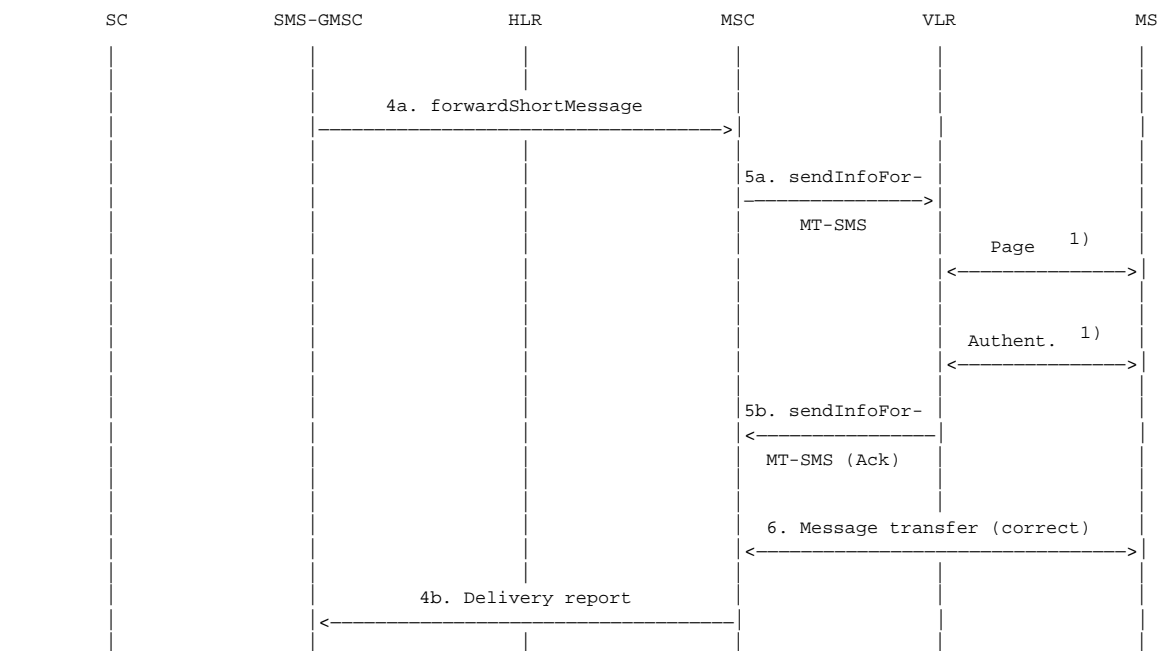 SC SMS-GMSC HLR MSC VLR MS
4a. forwardShortMessage
5a. sendInfoFor-
MT-SMS
Page 1)
Authent. 1)
5b. sendInfoFor-
MT-SMS (Ack)
6. Message transfer (correct)
4b. Delivery report